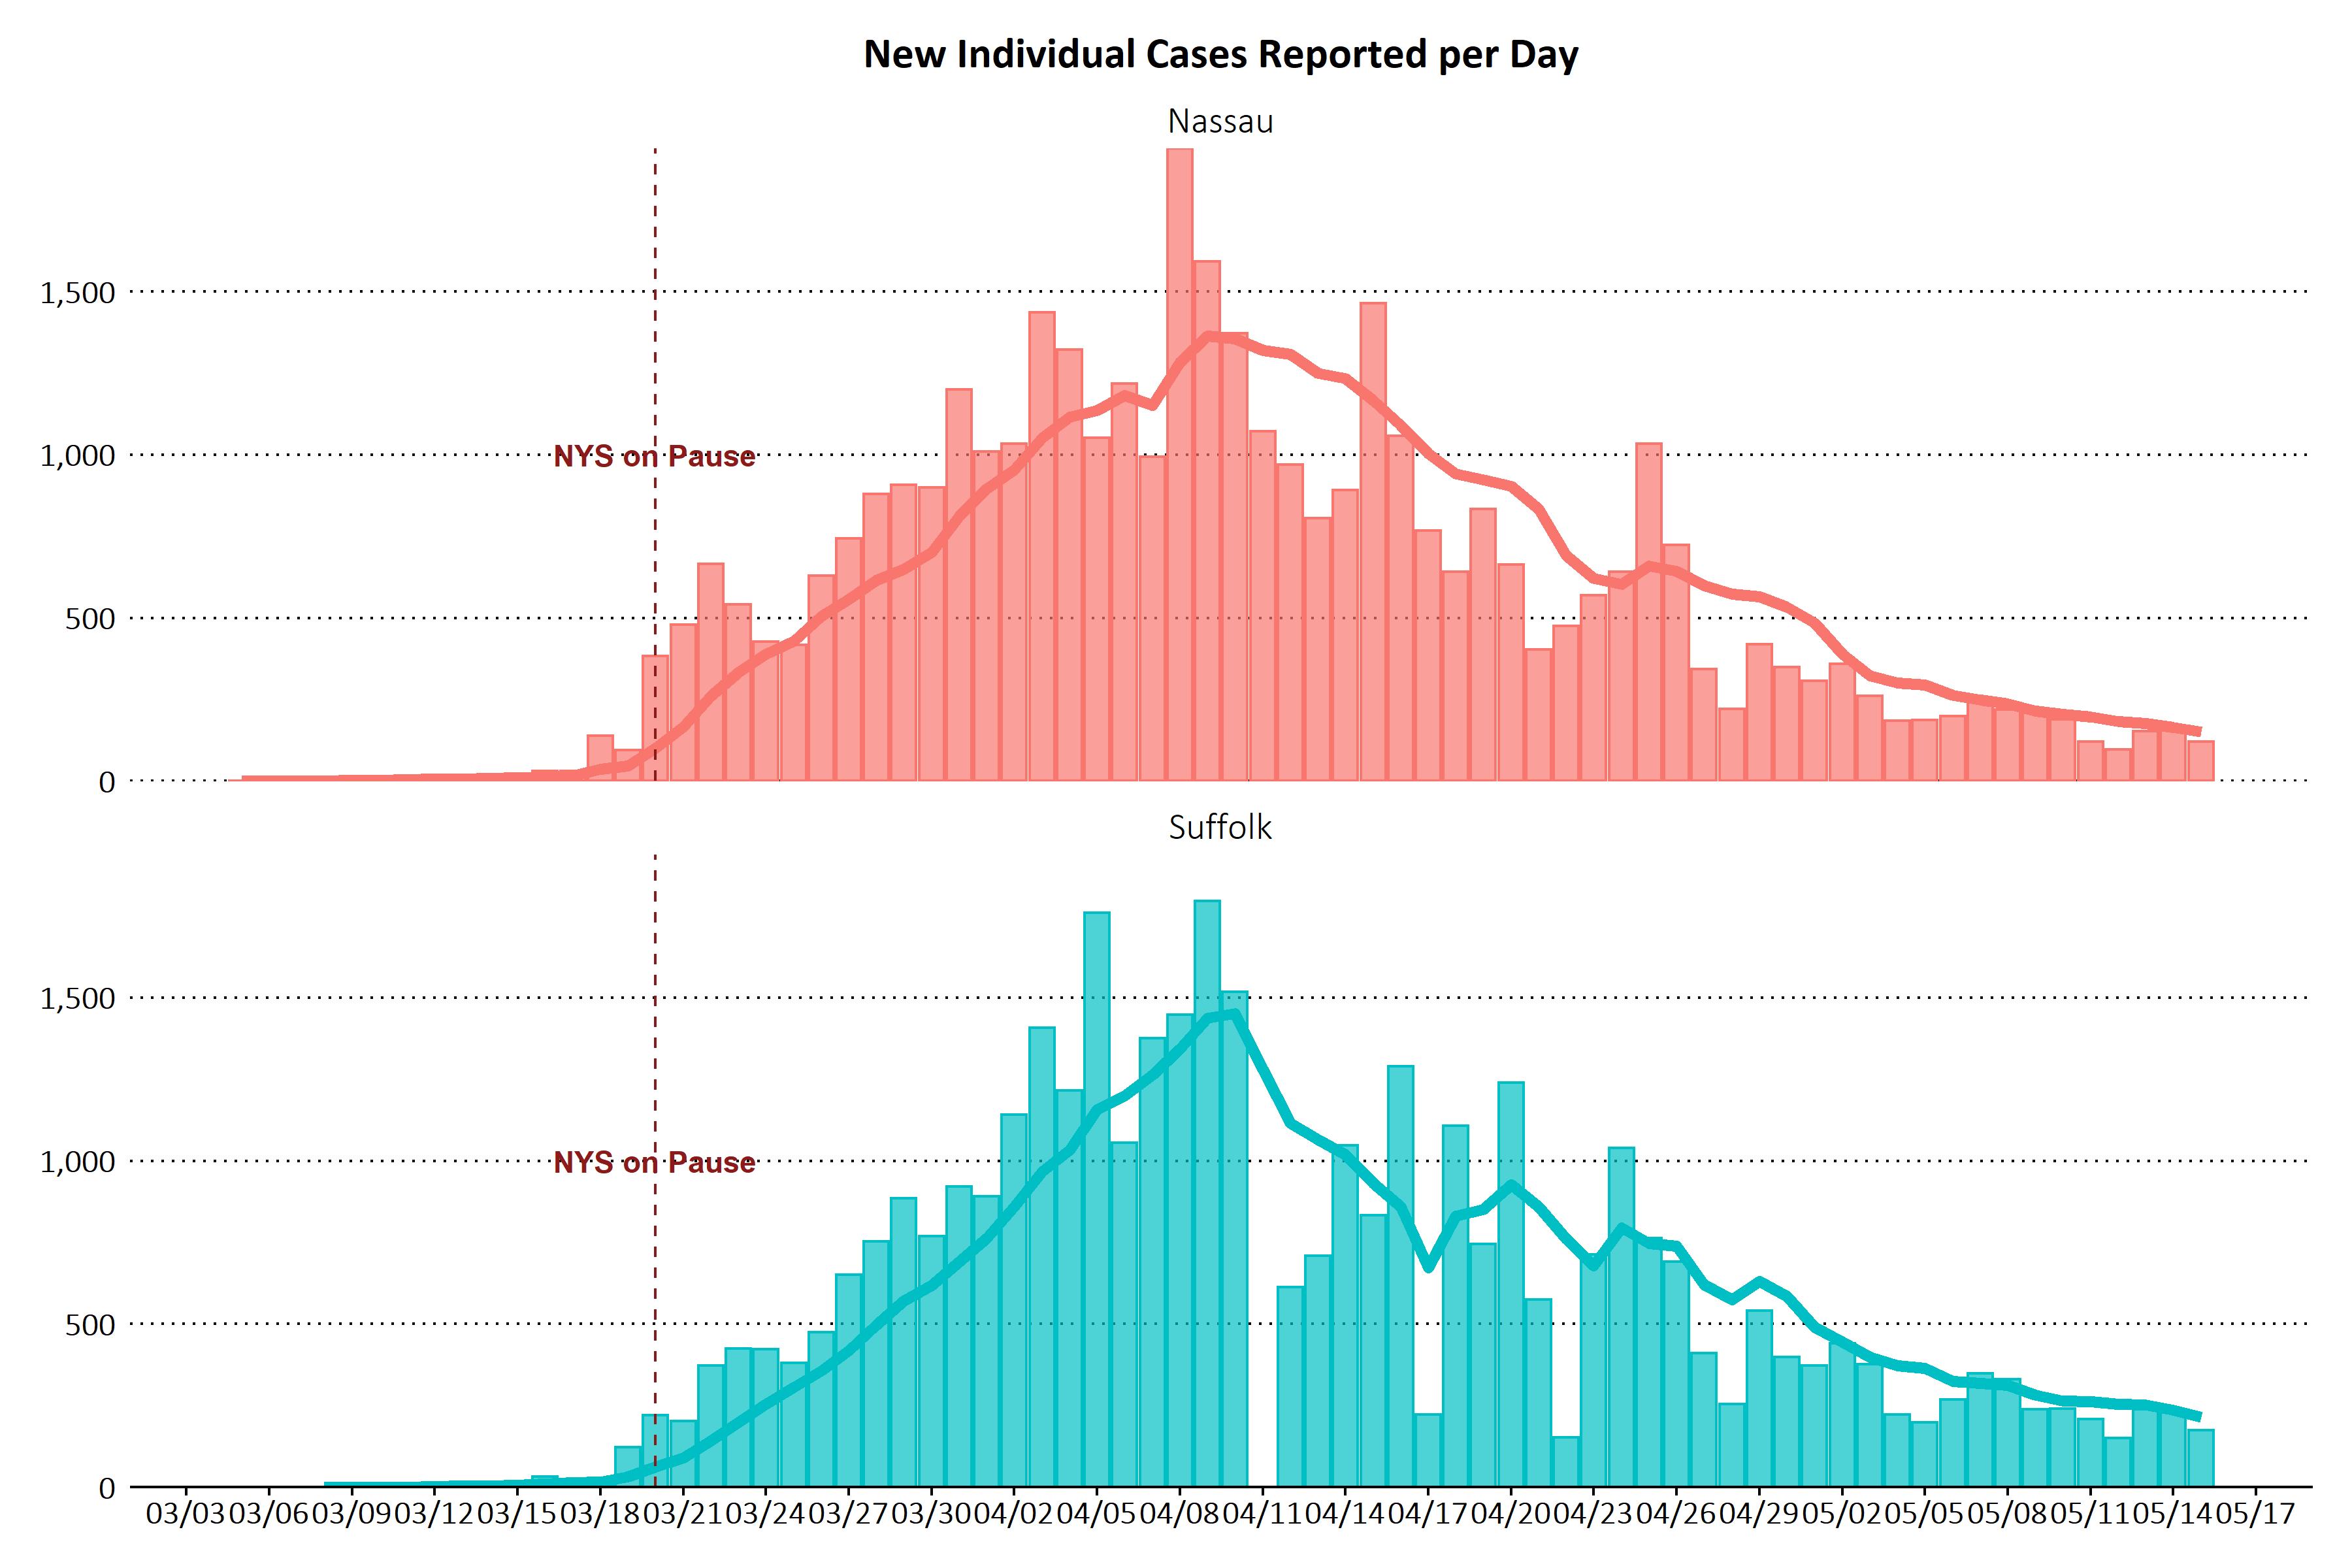 New Individual Cases Reported per Day
Nassau
1,500
1,000
500
0
NYS on Pause
Suffolk
1,500
1,000
500
0
NYS on Pause
03/03 03/06 03/09 03/12 03/15 03/18 03/21 03/24 03/27 03/30 04/02 04/05 04/08 04/11 04/14 04/17 04/20 04/23 04/26 04/29 05/02 05/05 05/08 05/11 05/14 05/17